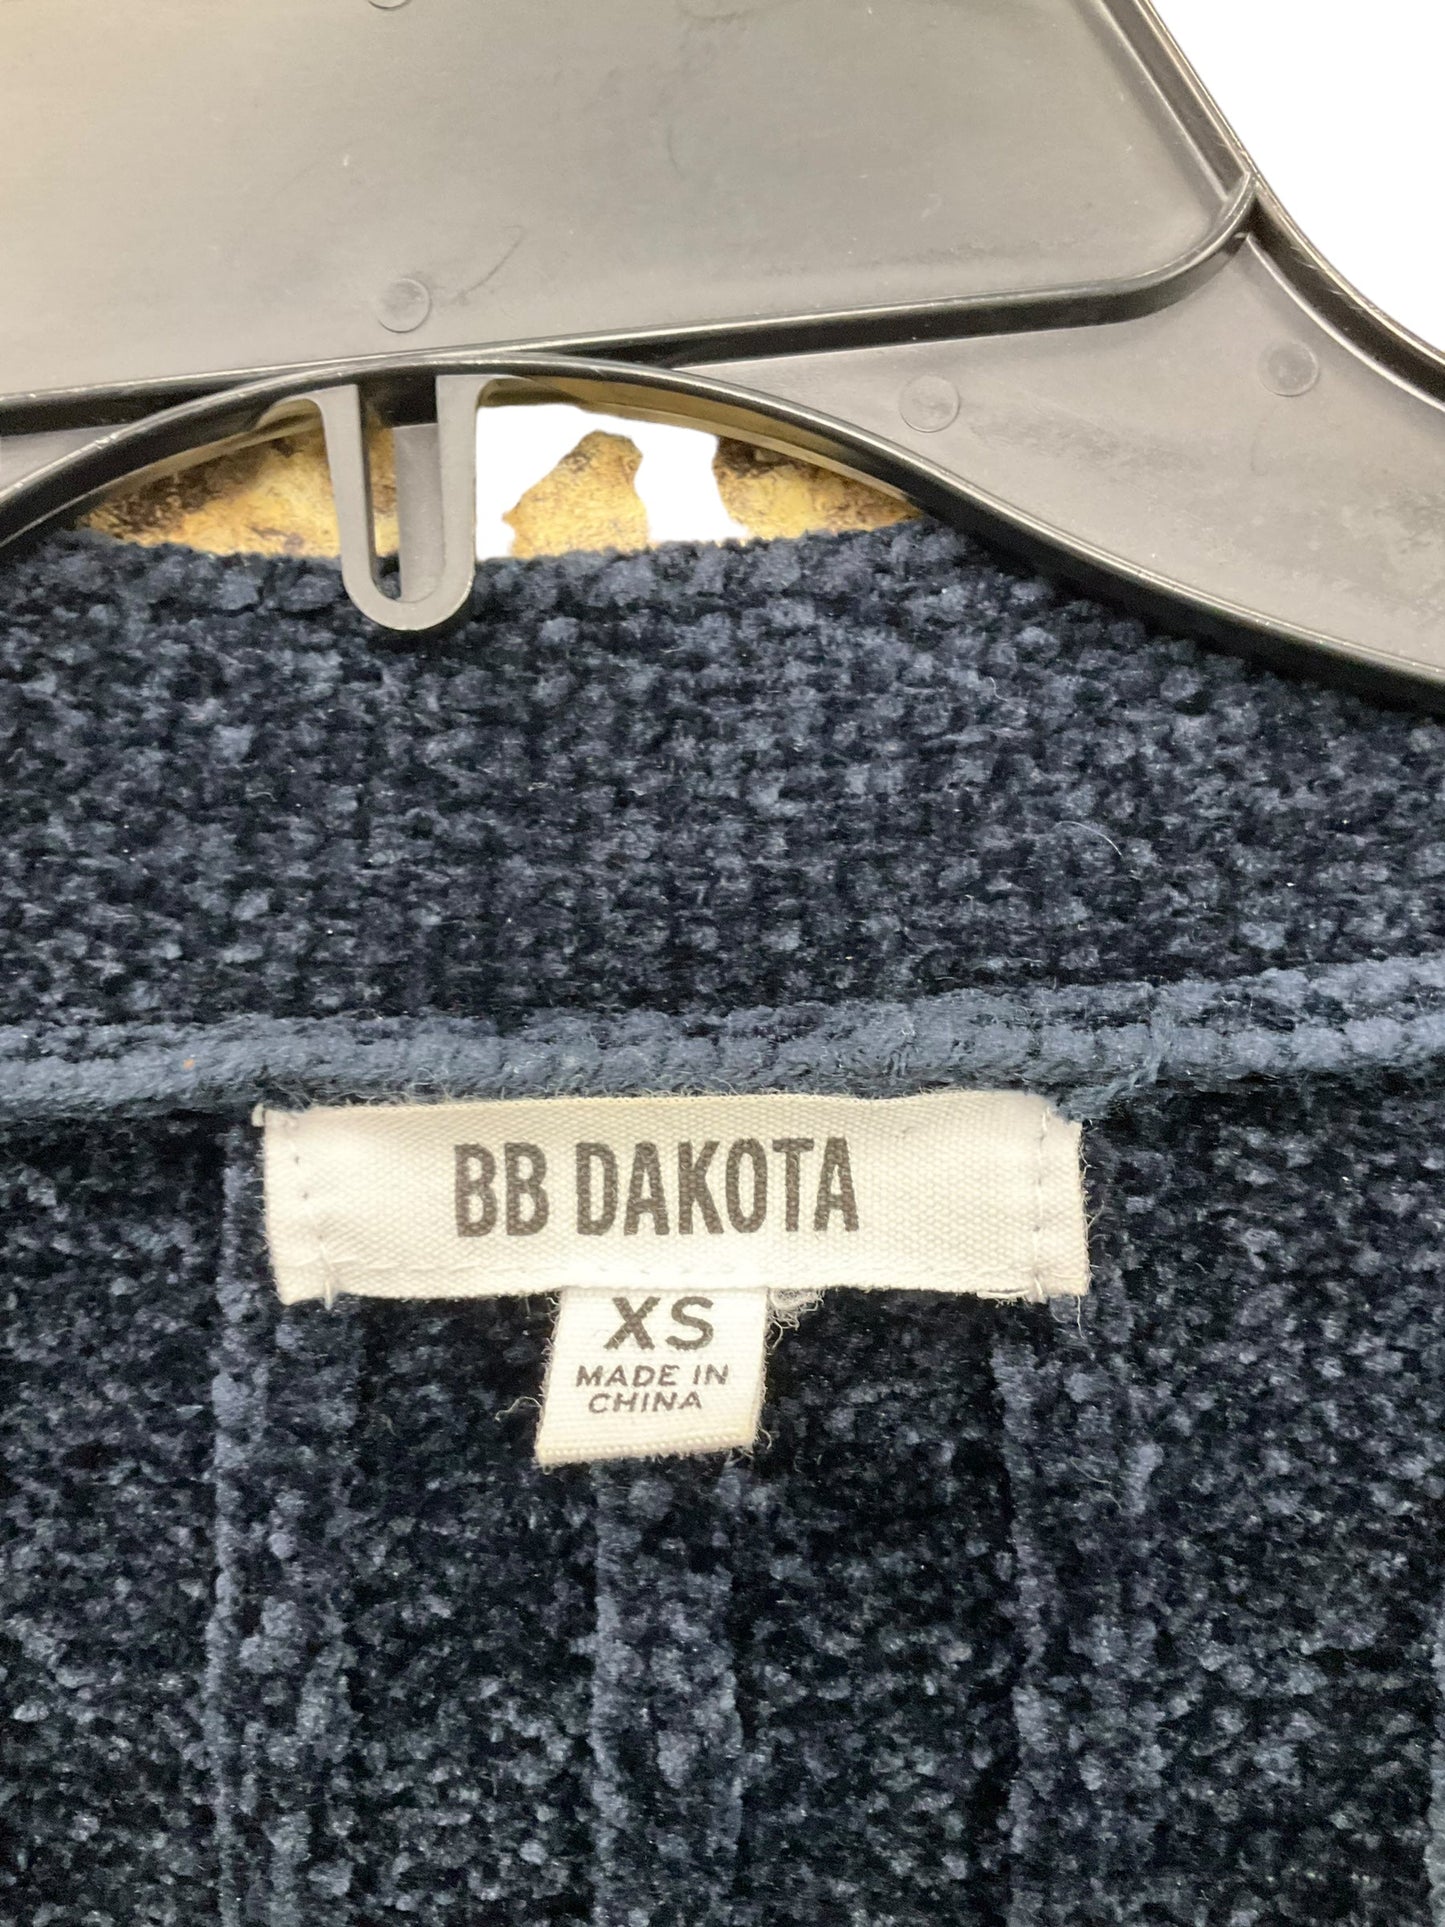 BB DAKOTA
XS
MADE IN
CHINA